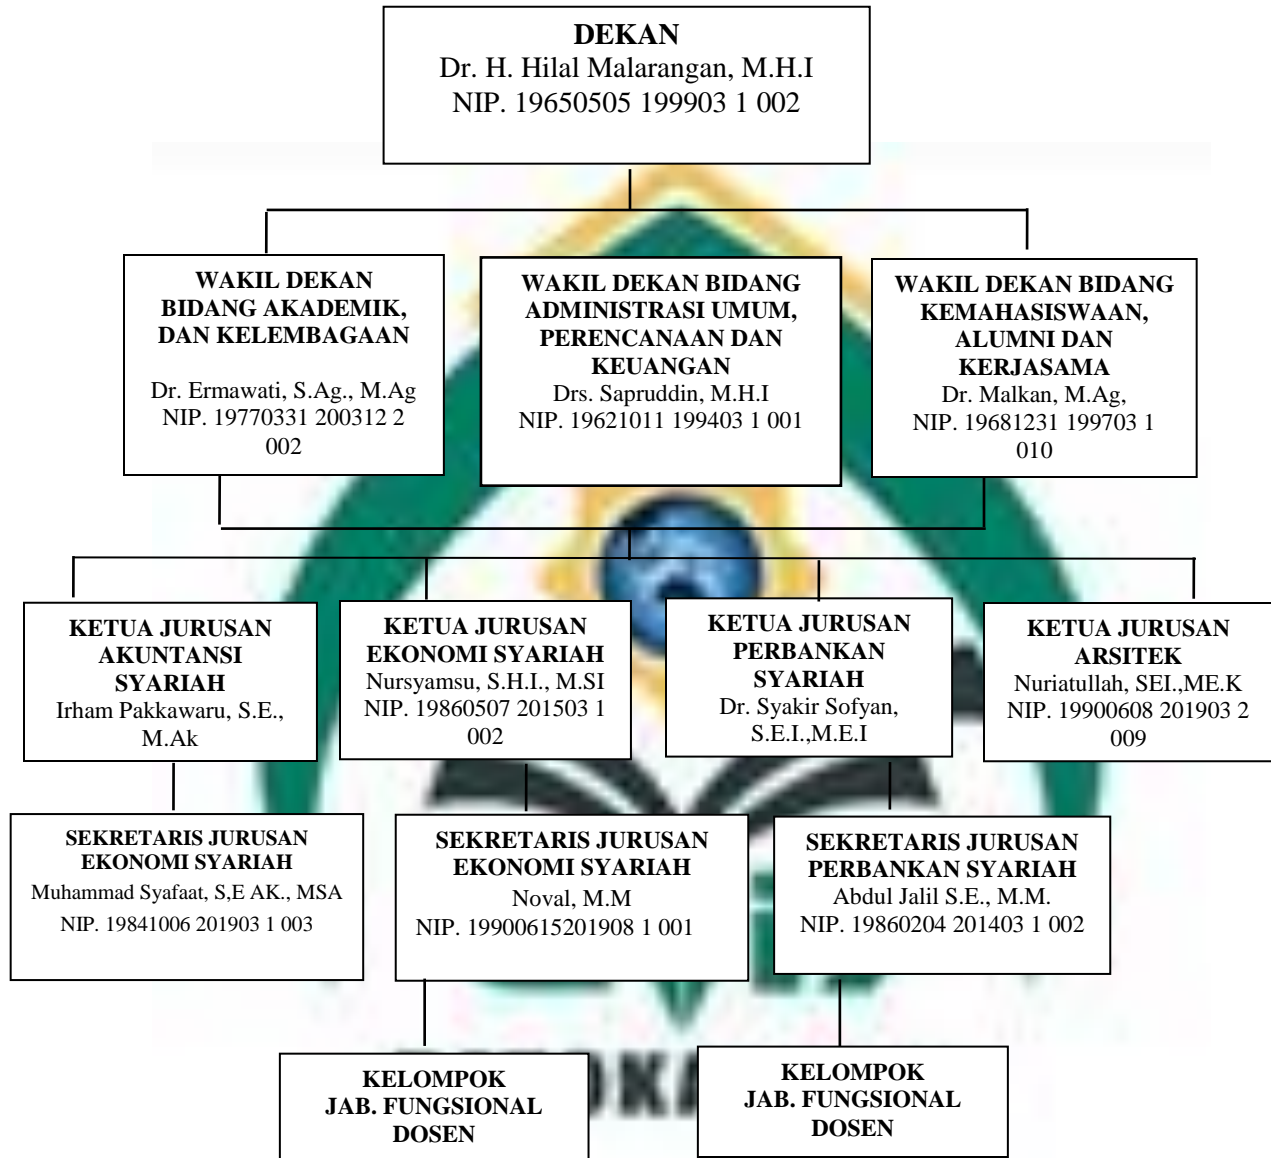 DEKAN
Dr. H. Hilal Malarangan, M.H.I
NIP. 19650505 199903 1 002
WAKIL DEKAN
BIDANG AKADEMIK,
DAN KELEMBAGAAN
Dr. Ermawati, S.Ag., M.Ag
NIP. 19770331 200312 2
002
WAKIL DEKAN BIDANG
ADMINISTRASI UMUM,
PERENCANAAN DAN
KEUANGAN
Drs. Sapruddin, M.H.I
NIP. 19621011 199403 1 001
WAKIL DEKAN BIDANG
KEMAHASISWAAN,
ALUMNI DAN
KERJASAMA
Dr. Malkan, M.Ag,
NIP. 19681231 199703 1
010
KETUA JURUSAN
AKUNTANSI
SYARIAH
Irham Pakkawaru, S.E.,
M.Ak
KETUA JURUSAN
EKONOMI SYARIAH
Nursyamsu, S.H.I., M.SI
NIP. 19860507 201503 1
002
KETUA JURUSAN
PERBANKAN
SYARIAH
Dr. Syakir Sofyan,
S.E.I.,M.E.I
KETUA JURUSAN
ARSITEK
Nuriatullah, SEI.,ME.K
NIP. 19900608 201903 2
009
SEKRETARIS JURUSAN
EKONOMI SYARIAH
Muhammad Syafaat, S,E AK., MSA
NIP. 19841006 201903 1 003
SEKRETARIS JURUSAN
EKONOMI SYARIAH
Noval, M.M
NIP. 19900615201908 1 001
SEKRETARIS JURUSAN
PERBANKAN SYARIAH
Abdul Jalil S.E., M.M.
NIP. 19860204 201403 1 002
KELOMPOK
JAB. FUNGSIONAL
DOSEN
KELOMPOK
JAB. FUNGSIONAL
DOSEN